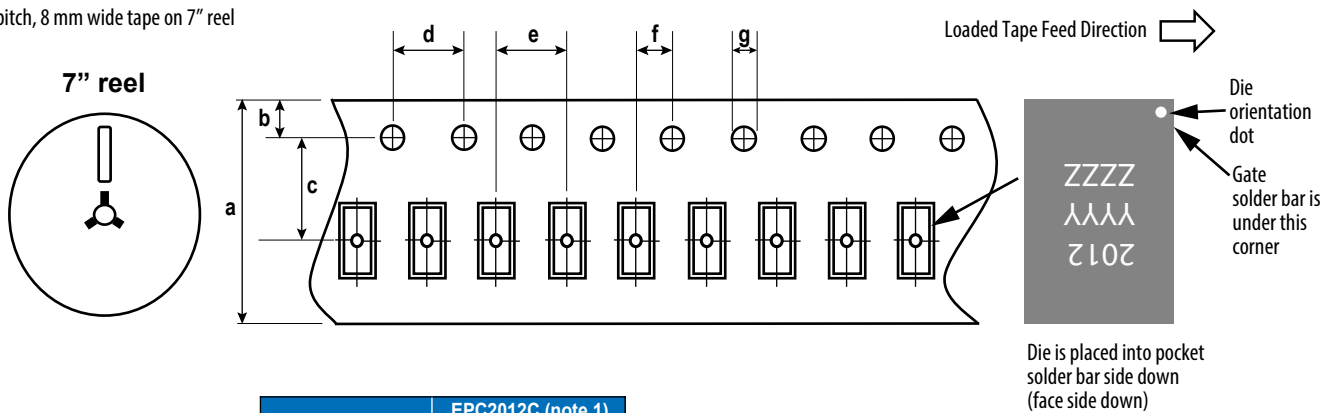 pitch, 8 mm wide tape on 7” reel
7” reel
d
e
f
g
Loaded Tape Feed Direction
b
c
a
Die
orientation
dot
Gate
solder bar is
under this
corner
2012
YYYY
ZZZZ
Die is placed into pocket
solder bar side down
(face side down)
EPC2012C (note 1)